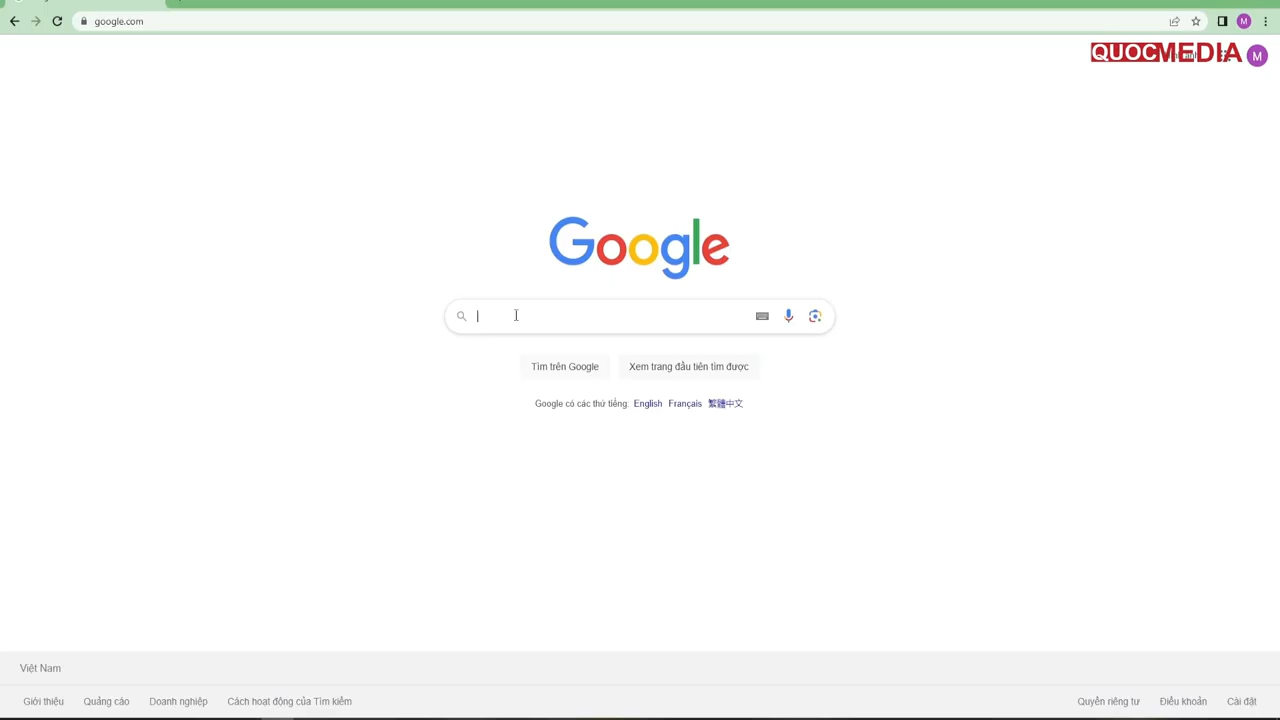 google.com
M
QUOCMEDIA
M
Google
Tìm trên Google
Xem trang đầu tiên tìm được
Google có các thứ tiếng: English Français 繁體中文
Việt Nam
Giới thiệu
Quảng cáo
Doanh nghiệp
Cách hoạt động của Tìm kiếm
Quyền riêng tư
Điều khoản
Cài đặt